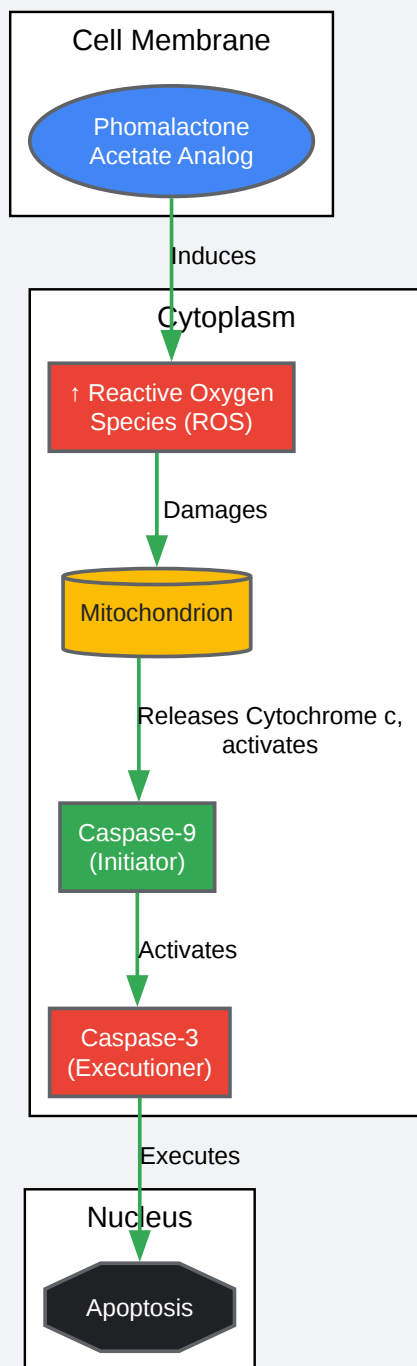 Cell Membrane
Phomalactone
Acetate Analog
Induces
Cytoplasm
↑ Reactive Oxygen
Species (ROS)
Damages
Mitochondrion
Releases Cytochrome c,
activates
Caspase-9
(Initiator)
Activates
Caspase-3
(Executioner)
Executes
Nucleus
Apoptosis